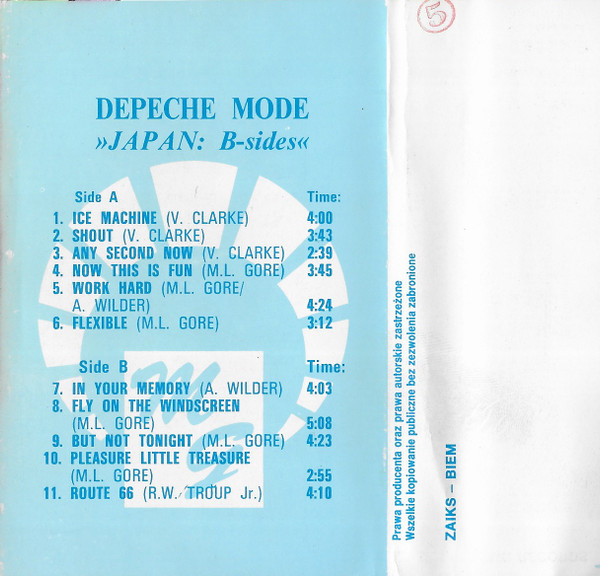 5
DEPECHE MODE
»JAPAN: B-sides«
Side A Time:
1. ICE MACHINE (V. CLARKE) 4:00
2. SHOUT (V. CLARKE) 3:43
3. ANY SECOND NOW (V. CLARKE) 2:39
4. NOW THIS IS FUN (M.L. GORE) 3:45
5. WORK HARD (M.L. GORE/
A. WILDER) 4:24
6. FLEXIBLE (M.L. GORE) 3:12
Side B Time:
7. IN YOUR MEMORY (A. WILDER) 4:03
8. FLY ON THE WINDSCREEN
(M.L. GORE) 5:08
9. BUT NOT TONIGHT (M.L. GORE) 4:23
10. PLEASURE LITTLE TREASURE
(M.L. GORE) 2:55
11. ROUTE 66 (R.W. TROUP Jr.) 4:10
MG
Prawa producenta oraz prawa autorskie zastrzeżone
Wszelkie kopiowanie publiczne bez zezwolenia zabronione
ZAIKS – BIEM